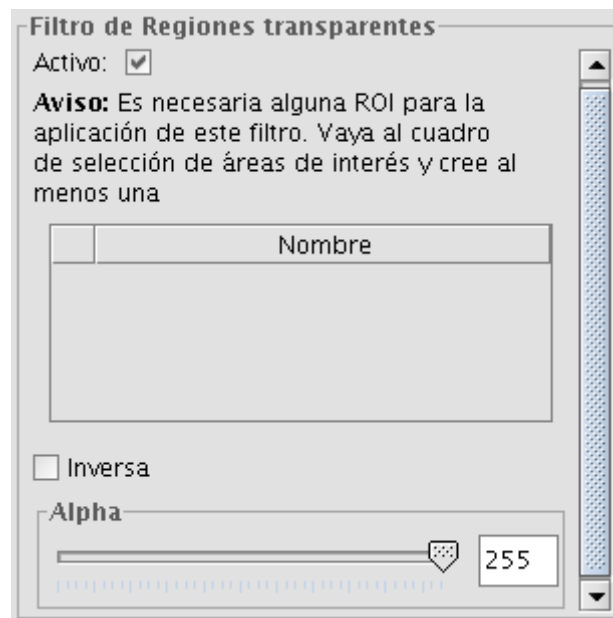 Filtro de Regiones transparentes
Activo:
Aviso: Es necesaria alguna ROI para la
aplicación de este filtro. Vaya al cuadro
de selección de áreas de interés y cree al
menos una
Nombre
Inversa
Alpha
255